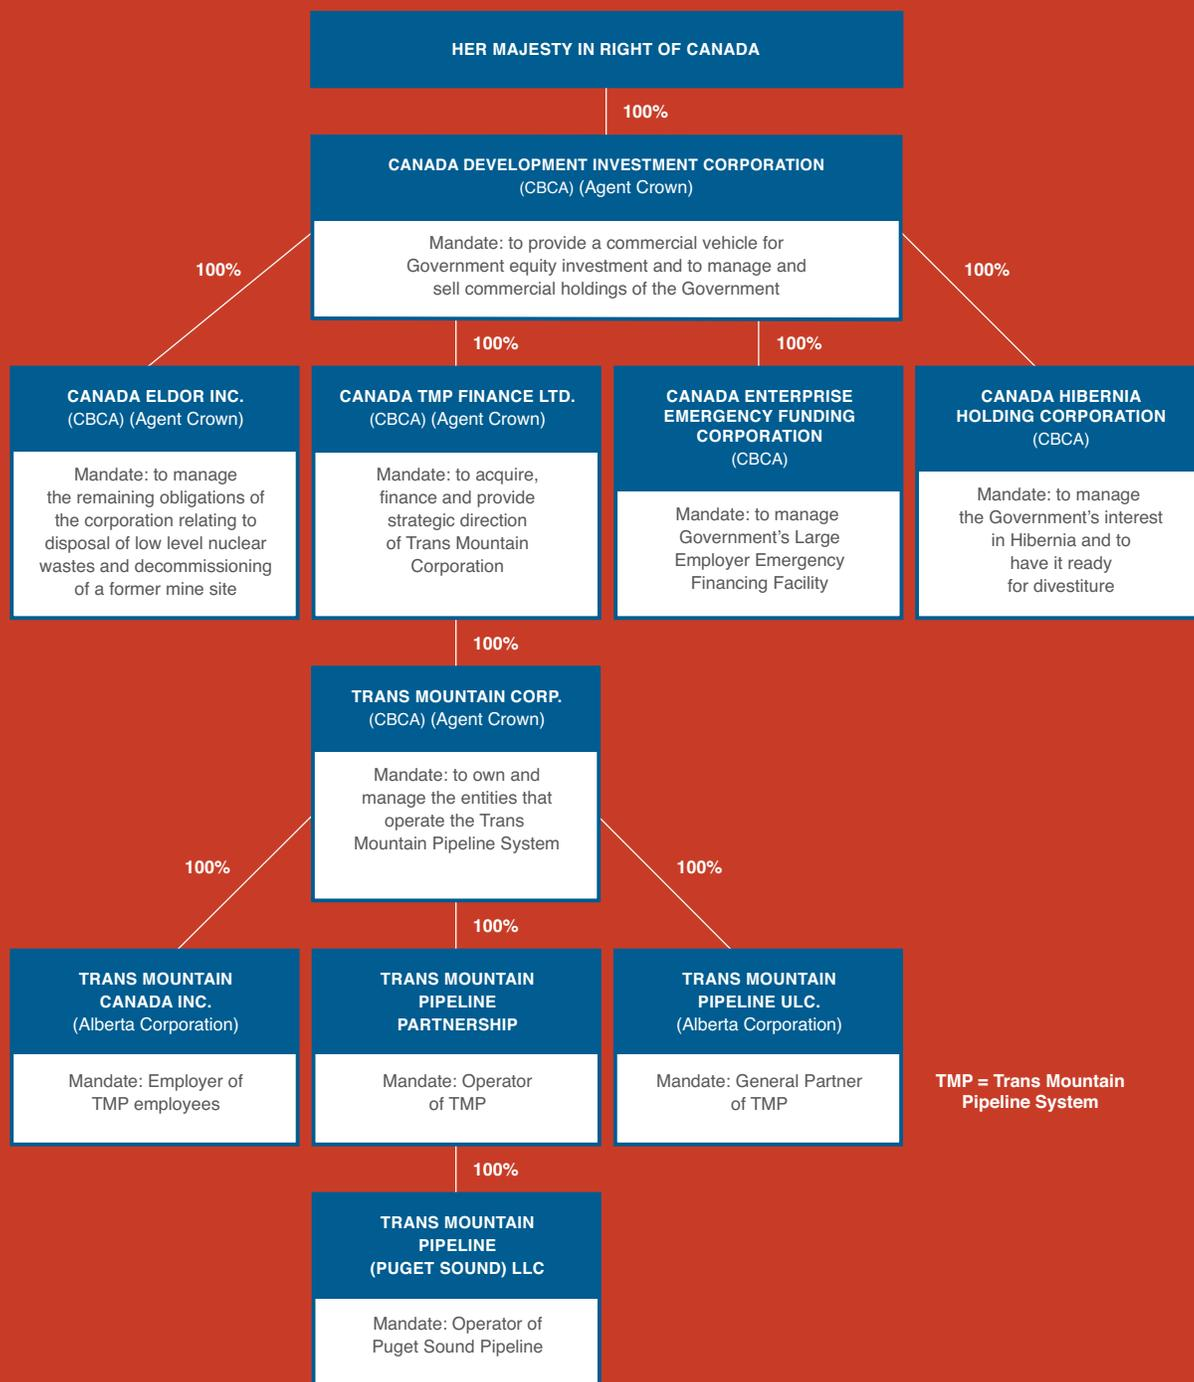 HER MAJESTY IN RIGHT OF CANADA
100%
CANADA DEVELOPMENT INVESTMENT CORPORATION
(CBCA) (Agent Crown)
Mandate: to provide a commercial vehicle for
Government equity investment and to manage and
sell commercial holdings of the Government
100%
100%
100%
100%
CANADA ELDOR INC.
(CBCA) (Agent Crown)
Mandate: to manage
the remaining obligations of
the corporation relating to
disposal of low level nuclear
wastes and decommissioning
of a former mine site
CANADA TMP FINANCE LTD.
(CBCA) (Agent Crown)
Mandate: to acquire,
finance and provide
strategic direction
of Trans Mountain
Corporation
CANADA ENTERPRISE
EMERGENCY FUNDING
CORPORATION
(CBCA)
Mandate: to manage
Government’s Large
Employer Emergency
Financing Facility
CANADA HIBERNIA
HOLDING CORPORATION
(CBCA)
Mandate: to manage
the Government’s interest
in Hibernia and to
have it ready
for divestiture
100%
TRANS MOUNTAIN CORP.
(CBCA) (Agent Crown)
Mandate: to own and
manage the entities that
operate the Trans
Mountain Pipeline System
100%
100%
100%
TRANS MOUNTAIN
CANADA INC.
(Alberta Corporation)
Mandate: Employer of
TMP employees
TRANS MOUNTAIN
PIPELINE
PARTNERSHIP
Mandate: Operator
of TMP
TRANS MOUNTAIN
PIPELINE ULC.
(Alberta Corporation)
Mandate: General Partner
of TMP
TMP = Trans Mountain
Pipeline System
100%
TRANS MOUNTAIN
PIPELINE
(PUGET SOUND) LLC
Mandate: Operator of
Puget Sound Pipeline